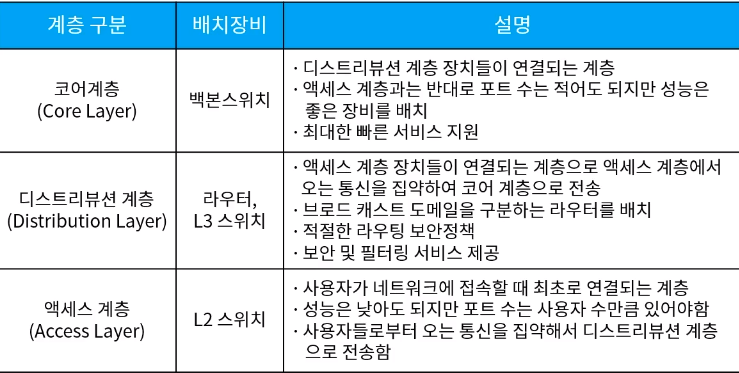 계층 구분 배치장비 설명
코어계층
(Core Layer)
백본스위치
· 디스트리뷰션 계층 장치들이 연결되는 계층
· 액세스 계층과는 반대로 포트 수는 적어도 되지만 성능은
좋은 장비를 배치
· 최대한 빠른 서비스 지원
디스트리뷰션 계층
(Distribution Layer)
라우터,
L3 스위치
· 액세스 계층 장치들이 연결되는 계층으로 액세스 계층에서
오는 통신을 집약하여 코어 계층으로 전송
· 브로드 캐스트 도메일을 구분하는 라우터를 배치
· 적절한 라우팅 보안정책
· 보안 및 필터링 서비스 제공
액세스 계층
(Access Layer)
L2 스위치
· 사용자가 네트워크에 접속할 때 최초로 연결되는 계층
· 성능은 낮아도 되지만 포트 수는 사용자 수만큼 있어야함
· 사용자들로부터 오는 통신을 집약해서 디스트리뷰션 계층
으로 전송함